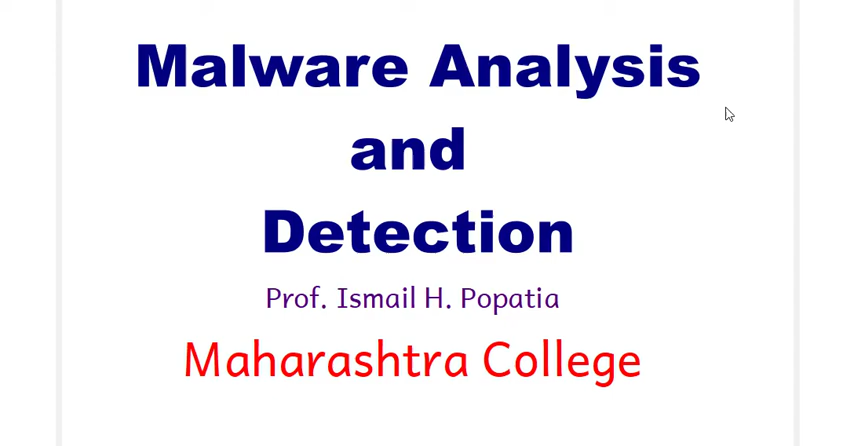 Malware Analysis
and
Detection
Prof. Ismail H. Popatia
Maharashtra College